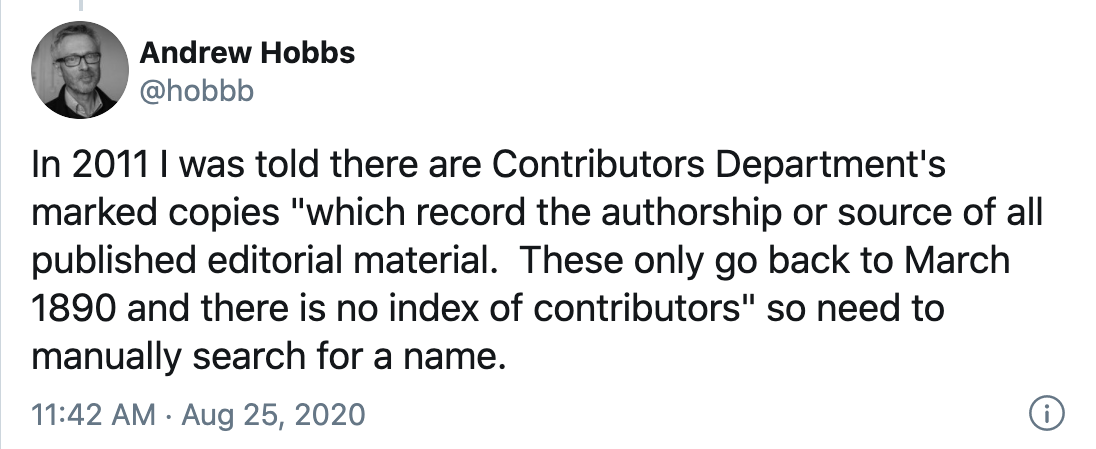 Andrew Hobbs
@hobbb
In 2011 I was told there are Contributors Department's
marked copies "which record the authorship or source of all
published editorial material.  These only go back to March
1890 and there is no index of contributors" so need to
manually search for a name.
11:42 AM · Aug 25, 2020